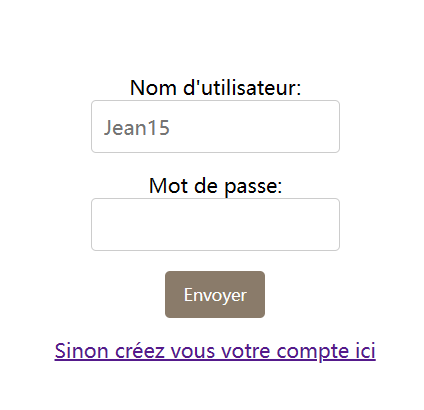 Nom d'utilisateur:
Jean15
Mot de passe:
Envoyer
Sinon créez vous votre compte ici